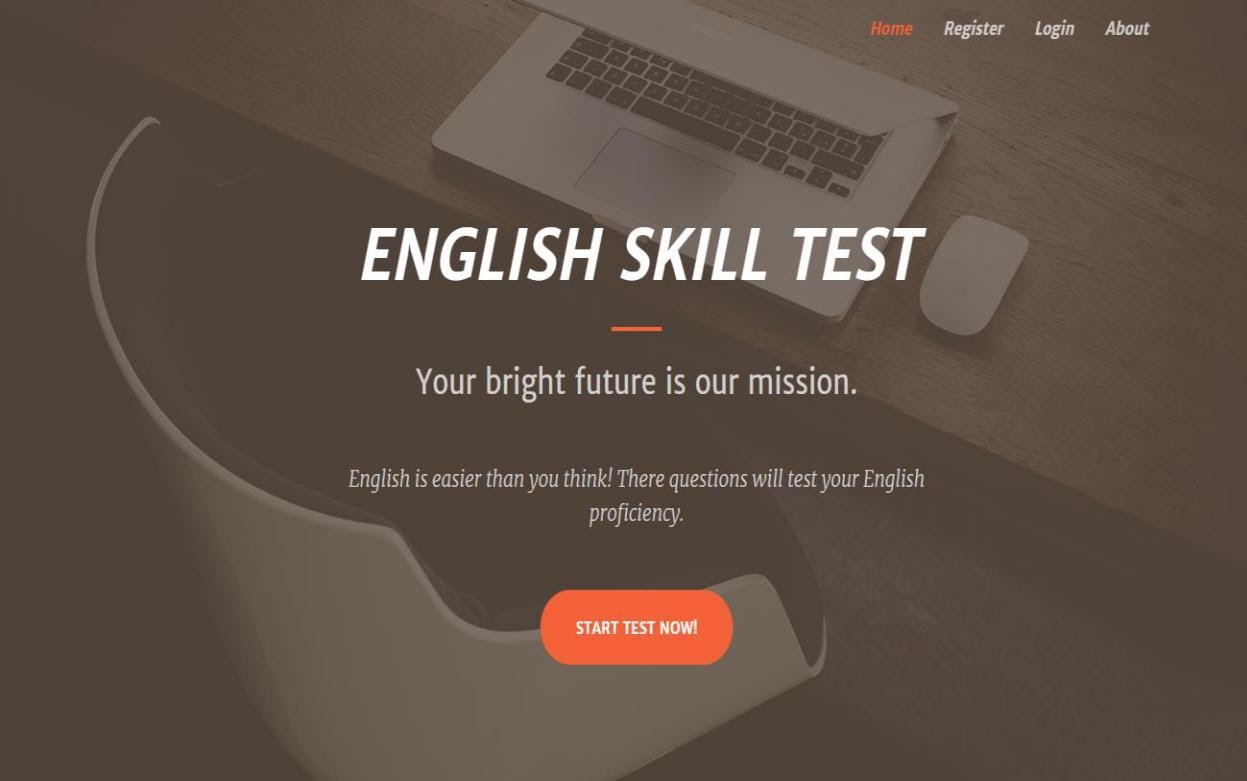 Home Register Login About
ENGLISH SKILL TEST
Your bright future is our mission.
English is easier than you think! There questions will test your English
proficiency.
START TEST NOW!